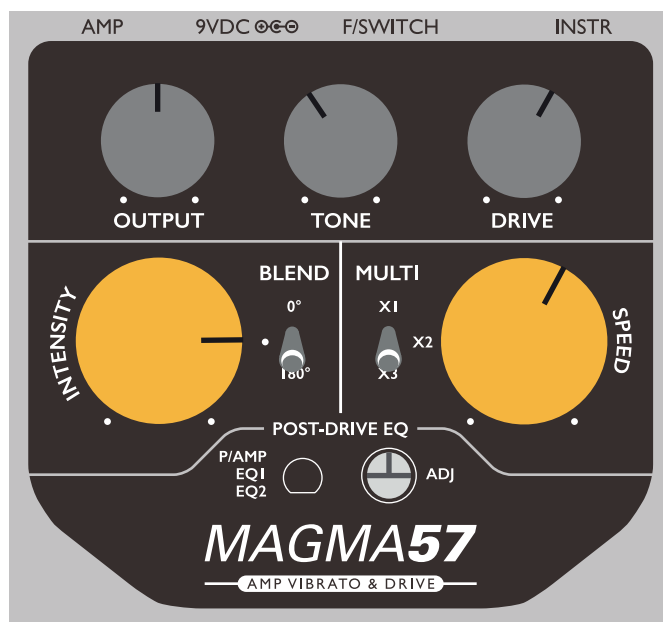 AMP 9VDC F/SWITCH INSTR
OUTPUT TONE DRIVE
BLEND MULTI
0° X1
INTENSITY X2 SPEED
180° X3
POST-DRIVE EQ
P/AMP
EQ1 ADJ
EQ2
MAGMA57
AMP VIBRATO & DRIVE